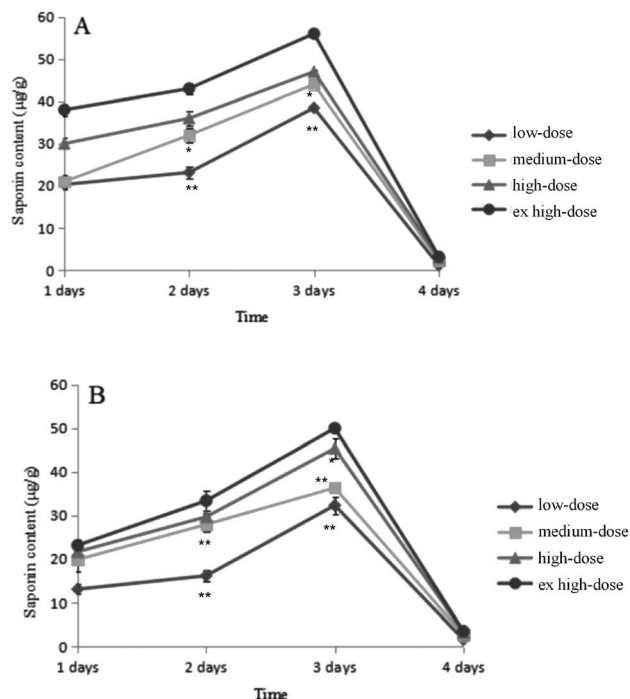 A
Saponin content (µg/g)
60
50
40
30
20
10
0
*
**
*
**
1 days 2 days 3 days 4 days
Time
low-dose
medium-dose
high-dose
ex high-dose
B
Saponin content (µg/g)
60
50
40
30
20
10
0
**
**
*
**
**
1 days 2 days 3 days 4 days
Time
low-dose
medium-dose
high-dose
ex high-dose